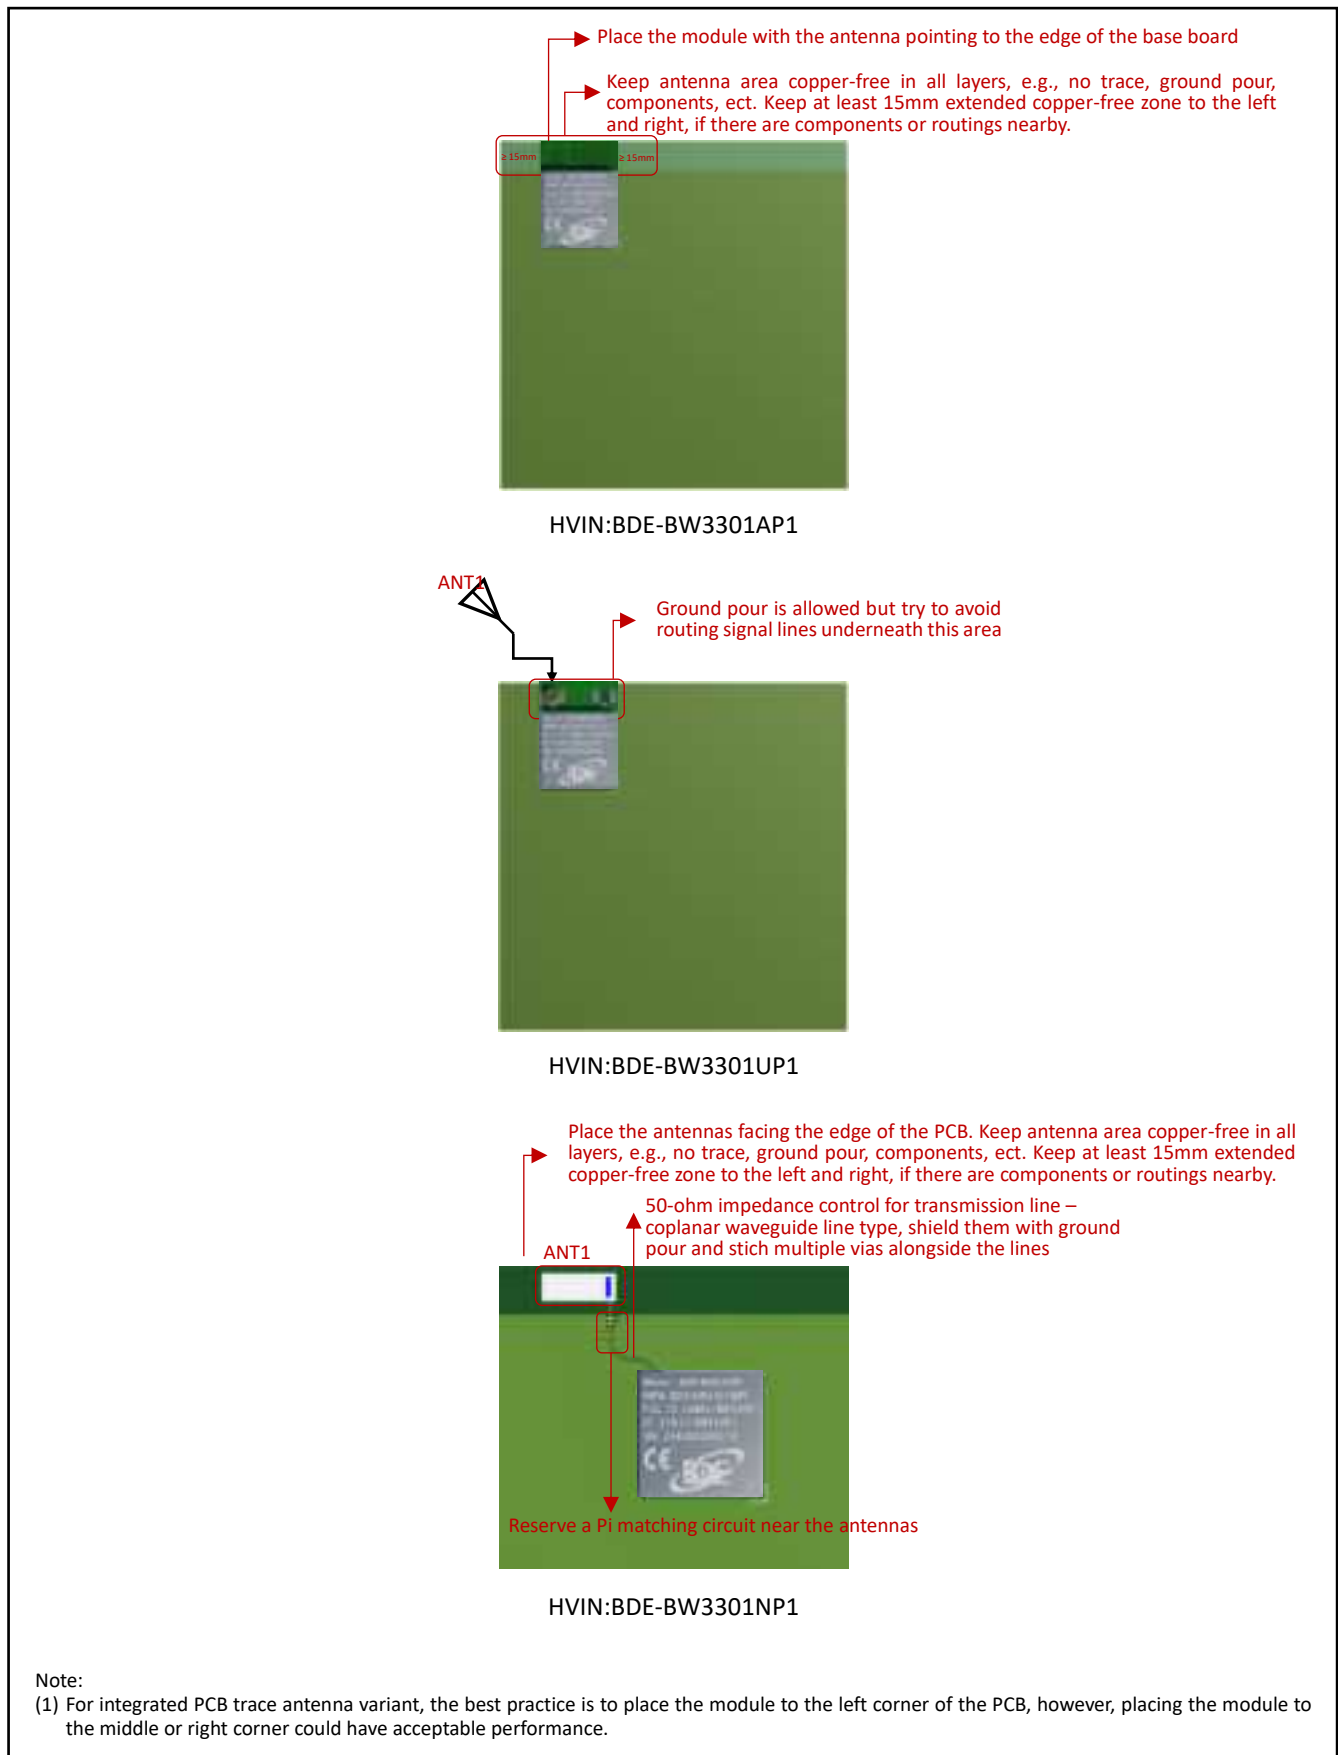 Place the module with the antenna pointing to the edge of the base board
Keep antenna area copper-free in all layers, e.g., no trace, ground pour,
components, ect. Keep at least 15mm extended copper-free zone to the left
and right, if there are components or routings nearby.
≥ 15mm
≥ 15mm
CE
HVIN:BDE-BW3301AP1
ANT1
Ground pour is allowed but try to avoid
routing signal lines underneath this area
CE
HVIN:BDE-BW3301UP1
Place the antennas facing the edge of the PCB. Keep antenna area copper-free in all
layers, e.g., no trace, ground pour, components, ect. Keep at least 15mm extended
copper-free zone to the left and right, if there are components or routings nearby.
50-ohm impedance control for transmission line –
coplanar waveguide line type, shield them with ground
pour and stich multiple vias alongside the lines
ANT1
CE BDE
Reserve a Pi matching circuit near the antennas
HVIN:BDE-BW3301NP1
Note:
(1) For integrated PCB trace antenna variant, the best practice is to place the module to the left corner of the PCB, however, placing the module to
the middle or right corner could have acceptable performance.